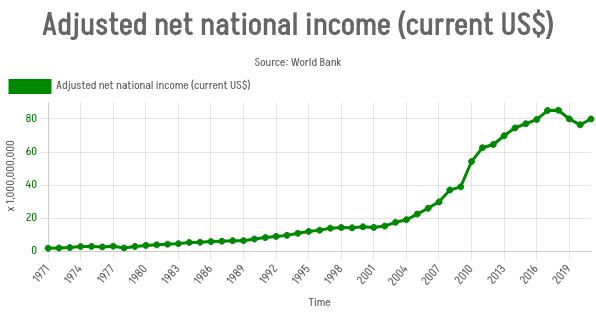 Adjusted net national income (current US$)
Source: World Bank
Adjusted net national income (current US$)
x 1,000,000,000
80
60
40
20
0
1971 1974 1977 1980 1983 1986 1989 1992 1995 1998 2001 2004 2007 2010 2013 2016 2019
Time